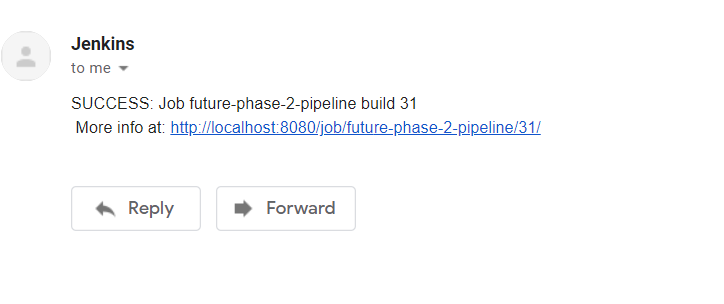 Jenkins
to me
SUCCESS: Job future-phase-2-pipeline build 31
More info at: http://localhost:8080/job/future-phase-2-pipeline/31/
Reply Forward